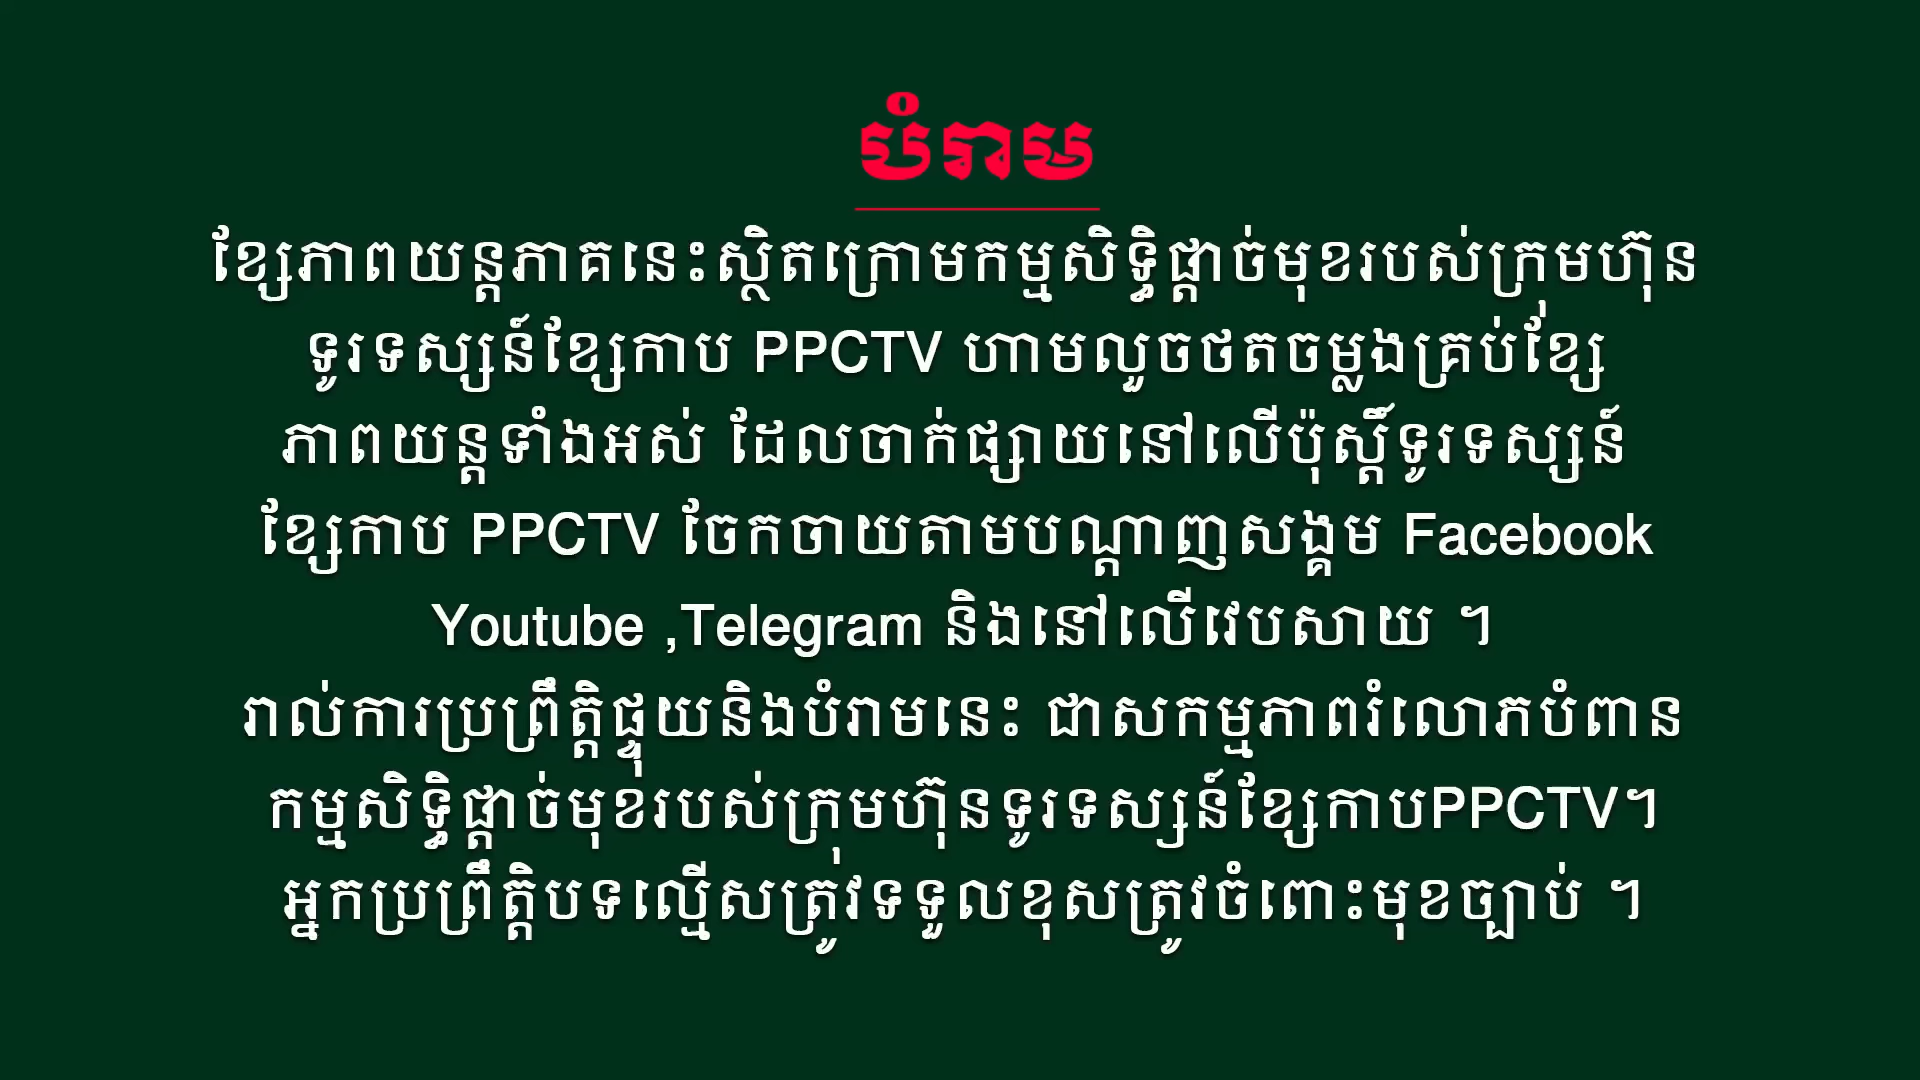 បំរាម
ខ្សែភាពយន្តភាគនេះស្ថិតក្រោមកម្មសិទ្ធិផ្តាច់មុខរបស់ក្រុមហ៊ុន
ទូរទស្សន៍ខ្សែកាប PPCTV ហាមលួចថតចម្លងគ្រប់ខ្សែ
ភាពយន្តទាំងអស់ ដែលចាក់ផ្សាយនៅលើប៉ុស្តិ៍ទូរទស្សន៍
ខ្សែកាប PPCTV ចែកចាយតាមបណ្តាញសង្គម Facebook
Youtube ,Telegram និងនៅលើវេបសាយ ។
រាល់ការប្រព្រឹត្តិផ្ទុយនិងបំរាមនេះ ជាសកម្មភាពរំលោភបំពាន
កម្មសិទ្ធិផ្តាច់មុខរបស់ក្រុមហ៊ុនទូរទស្សន៍ខ្សែកាបPPCTV។
អ្នកប្រព្រឹត្តិបទល្មើសត្រូវទទួលខុសត្រូវចំពោះមុខច្បាប់ ។